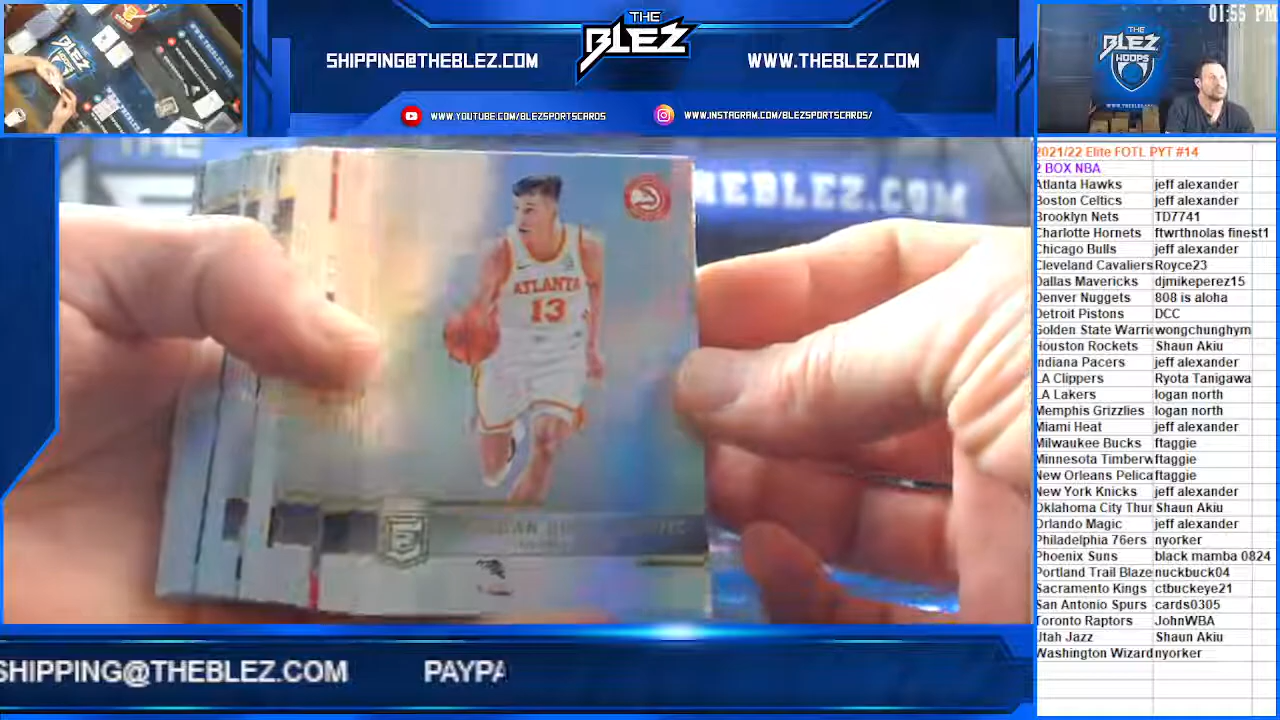 01:55 PM
THE
BLEZ
SHIPPING@THEBLEZ.COM
WWW.THEBLEZ.COM
WWW.YOUTUBE.COM/BLEZSPORTSCARDS
WWW.INSTAGRAM.COM/BLEZSPORTSCARDS/
THE
BLEZ
HOOPS
2021/22 Elite FOTL PYT #14
2 BOX NBA
Atlanta Hawks jeff alexander
Boston Celtics jeff alexander
Brooklyn Nets TD7741
Charlotte Hornets ftwrthnolas finest1
Chicago Bulls jeff alexander
Cleveland Cavaliers Royce23
Dallas Mavericks djmikeperez15
Denver Nuggets 808 is aloha
Detroit Pistons DCC
Golden State Warri wongchunghym
Houston Rockets Shaun Akiu
Indiana Pacers jeff alexander
LA Clippers Ryota Tanigawa
LA Lakers logan north
Memphis Grizzlies logan north
Miami Heat jeff alexander
Milwaukee Bucks ftaggie
Minnesota Timberw ftaggie
New Orleans Pelica ftaggie
New York Knicks jeff alexander
Oklahoma City Thun Shaun Akiu
Orlando Magic jeff alexander
Philadelphia 76ers nyorker
Phoenix Suns black mamba 0824
Portland Trail Blaze nuckbuck04
Sacramento Kings ctbuckeye21
San Antonio Spurs cards0305
Toronto Raptors JohnWBA
Utah Jazz Shaun Akiu
Washington Wizard nyorker
THE
THEBLEZ.COM
ATLANTA
13
SHIPPING@THEBLEZ.COM PAYPA